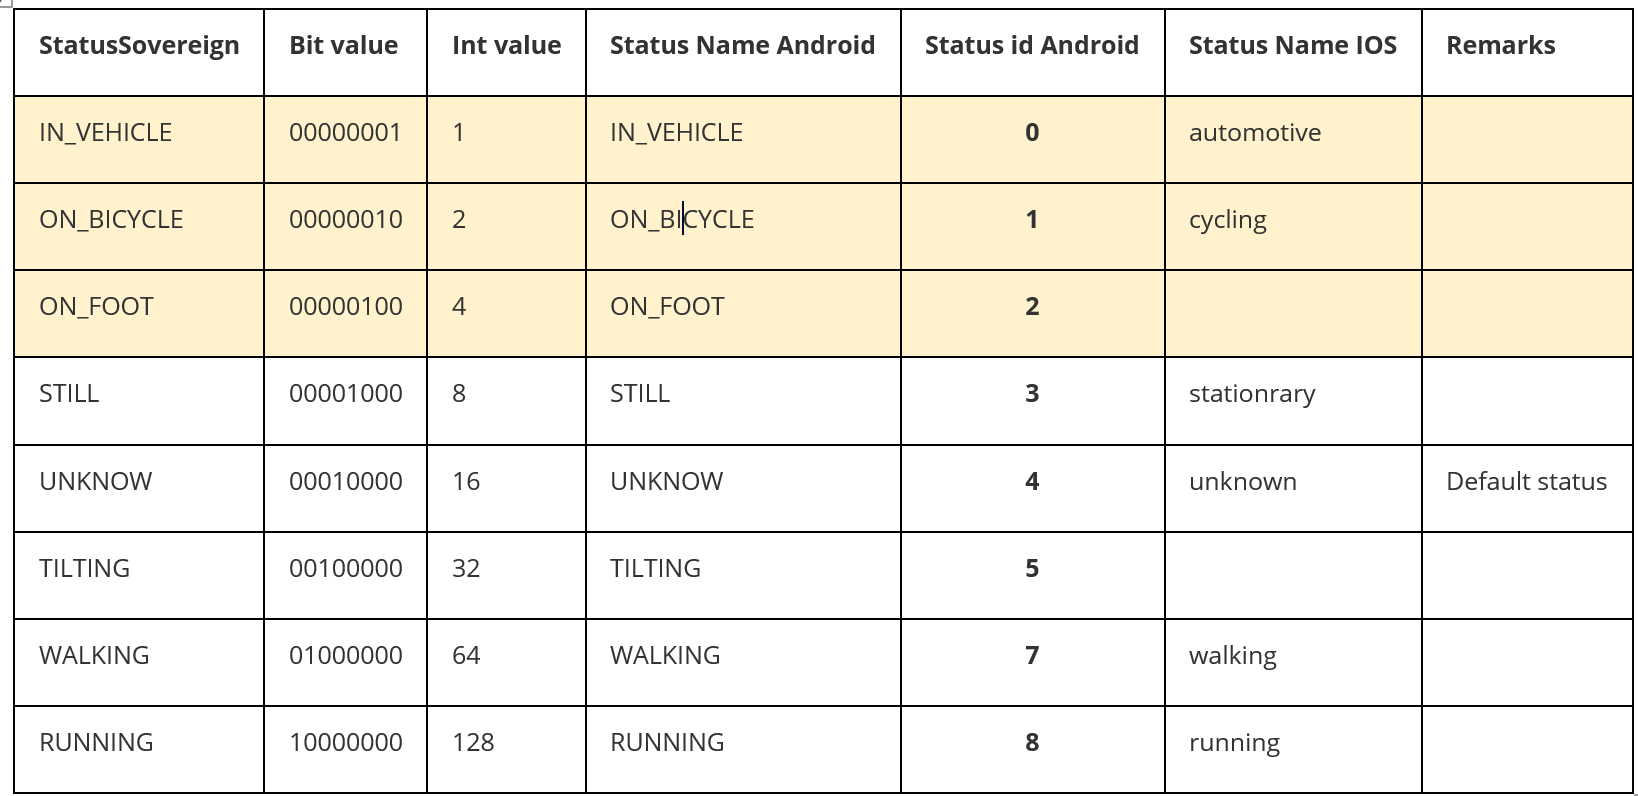 StatusSovereign Bit value Int value Status Name Android Status id Android Status Name IOS Remarks
IN_VEHICLE 00000001 1 IN_VEHICLE 0 automotive
ON_BICYCLE 00000010 2 ON_BICYCLE 1 cycling
ON_FOOT 00000100 4 ON_FOOT 2
STILL 00001000 8 STILL 3 stationrary
UNKNOW 00010000 16 UNKNOW 4 unknown Default status
TILTING 00100000 32 TILTING 5
WALKING 01000000 64 WALKING 7 walking
RUNNING 10000000 128 RUNNING 8 running